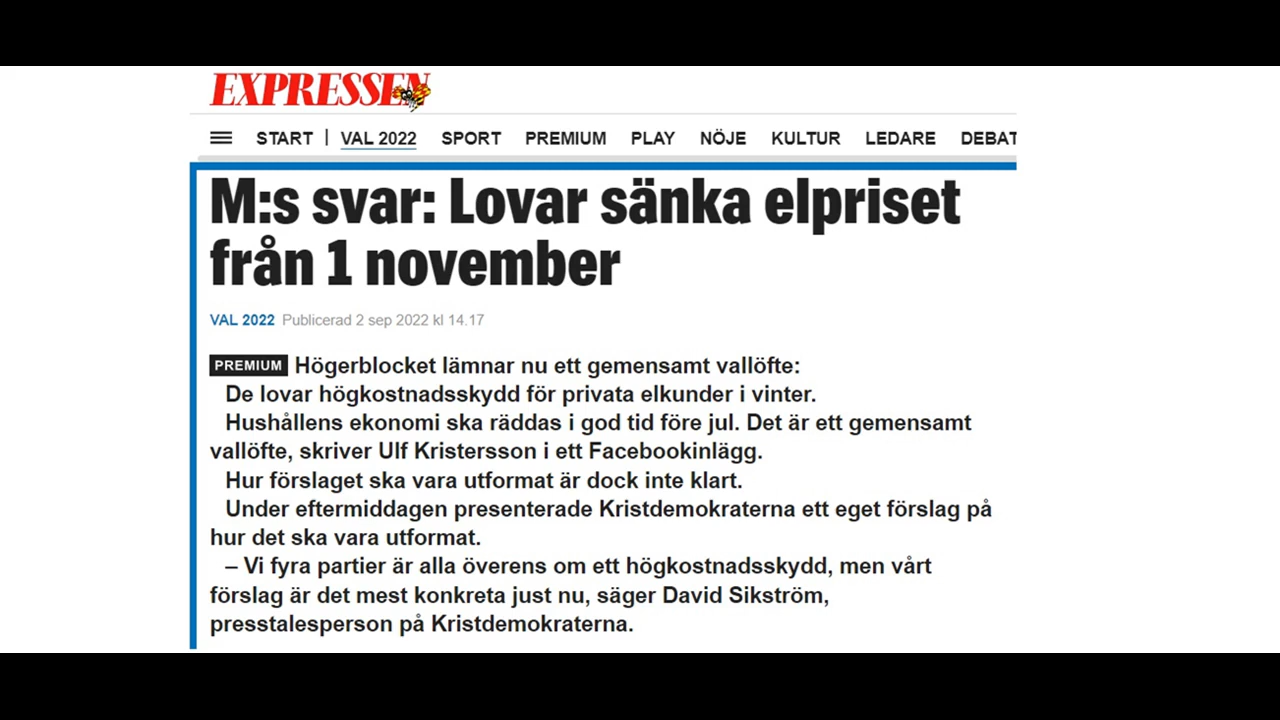 EXPRESSEN
START | VAL 2022 SPORT PREMIUM PLAY NÖJE KULTUR LEDARE DEBAT
M:s svar: Lovar sänka elpriset
från 1 november
VAL 2022 Publicerad 2 sep 2022 kl 14.17
PREMIUM Högerblocket lämnar nu ett gemensamt vallöfte:
De lovar högkostnadsskydd för privata elkunder i vinter.
Hushållens ekonomi ska räddas i god tid före jul. Det är ett gemensamt
vallöfte, skriver Ulf Kristersson i ett Facebookinlägg.
Hur förslaget ska vara utformat är dock inte klart.
Under eftermiddagen presenterade Kristdemokraterna ett eget förslag på
hur det ska vara utformat.
– Vi fyra partier är alla överens om ett högkostnadsskydd, men vårt
förslag är det mest konkreta just nu, säger David Sikström,
presstalesperson på Kristdemokraterna.